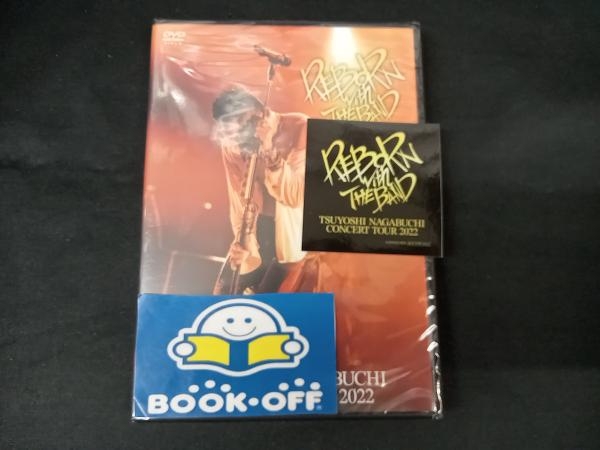 DVD
REBORN
with
THE BAND
REBORN
with
THE BAND
TSUYOSHI NAGABUCHI
CONCERT TOUR 2022
BUCHI
2022
BOOK·OFF